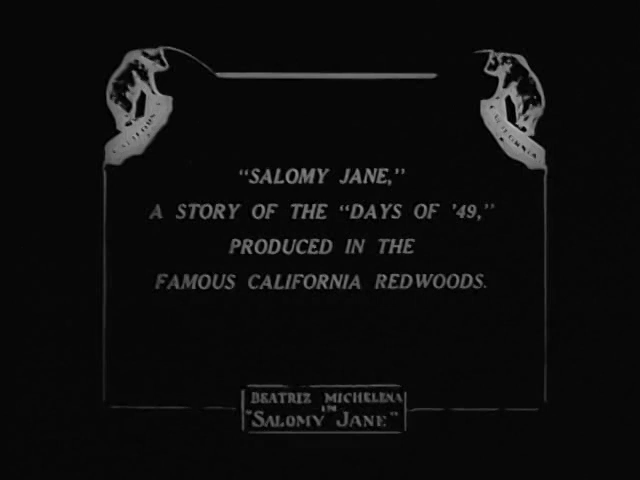 CALIFORNIA
"SALOMY JANE,"
A STORY OF THE "DAYS OF '49,"
PRODUCED IN THE
FAMOUS CALIFORNIA REDWOODS.
BEATRIZ MICHELENA
IN
"SALOMY JANE"